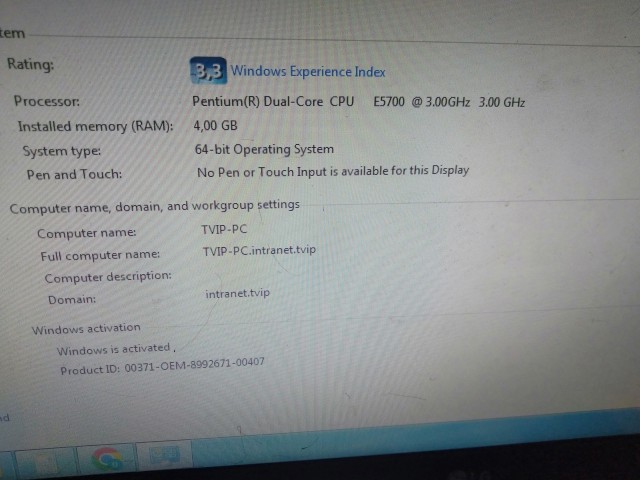 tem
Rating: 3,3 Windows Experience Index
Processor: Pentium(R) Dual-Core CPU E5700 @ 3.00GHz 3.00 GHz
Installed memory (RAM): 4,00 GB
System type: 64-bit Operating System
Pen and Touch: No Pen or Touch Input is available for this Display
Computer name, domain, and workgroup settings
Computer name: TVIP-PC
Full computer name: TVIP-PC.intranet.tvip
Computer description:
Domain: intranet.tvip
Windows activation
Windows is activated
Product ID: 00371-OEM-8992671-00407
nd